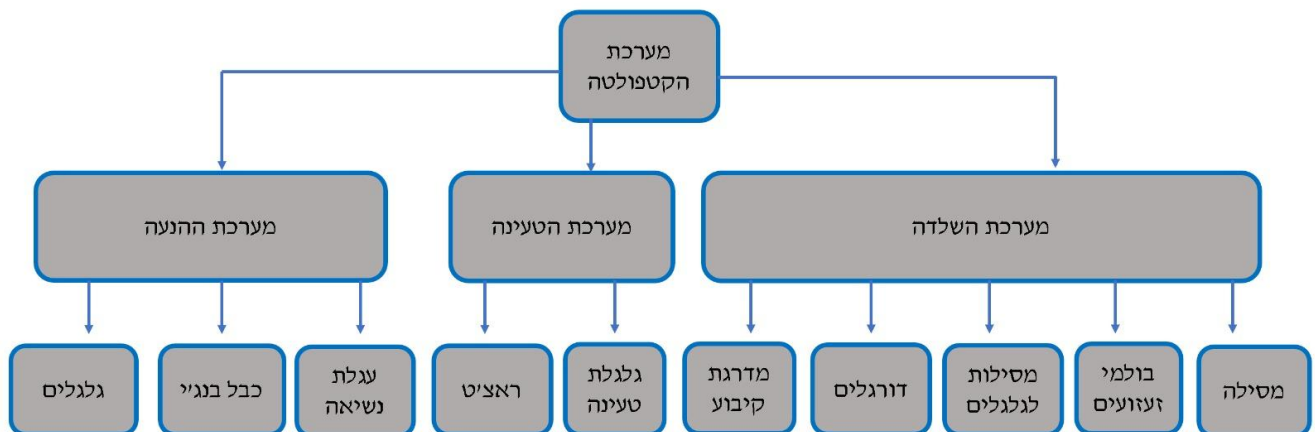 מערכת
הקטפולטה
מערכת השלדה
מערכת הטעינה
מערכת ההנעה
מסילה
בולמי
זעזועים
מסילות
לגלגלים
דורגלים
מדרגת
קיבוע
גלגלת
טעינה
ראצ'ט
עגלת
נשיאה
כבל בנג'י
גלגלים